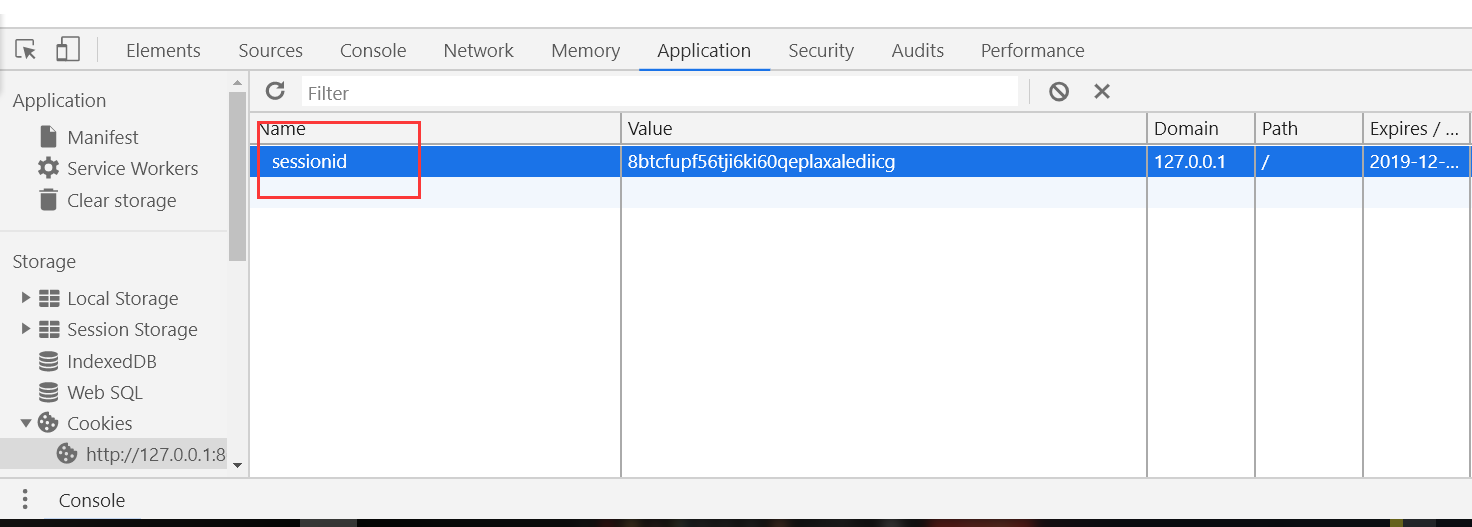 Elements Sources Console Network Memory Application Security Audits Performance
Application
Manifest
Service Workers
Clear storage
Storage
Local Storage
Session Storage
IndexedDB
Web SQL
Cookies
http://127.0.0.1:8
Filter
Name Value Domain Path Expires / ...
sessionid 8btcfupf56tji6ki60qeplaxalediicg 127.0.0.1 / 2019-12-...
Console